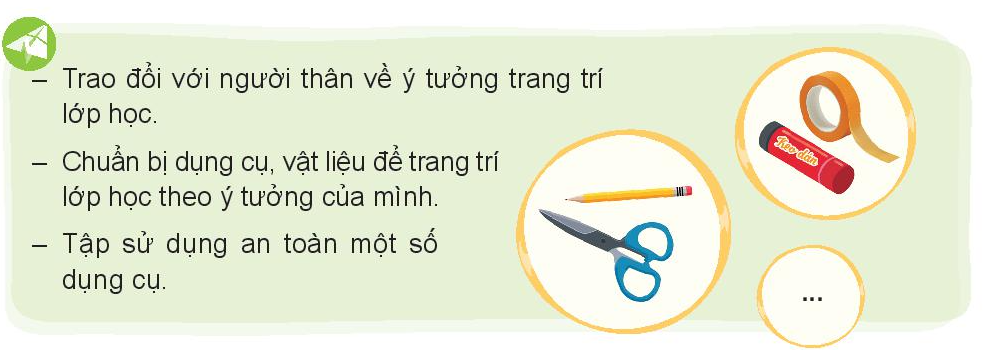 – Trao đổi với người thân về ý tưởng trang trí
lớp học.
– Chuẩn bị dụng cụ, vật liệu để trang trí
lớp học theo ý tưởng của mình.
– Tập sử dụng an toàn một số
dụng cụ.
Keo dán
...